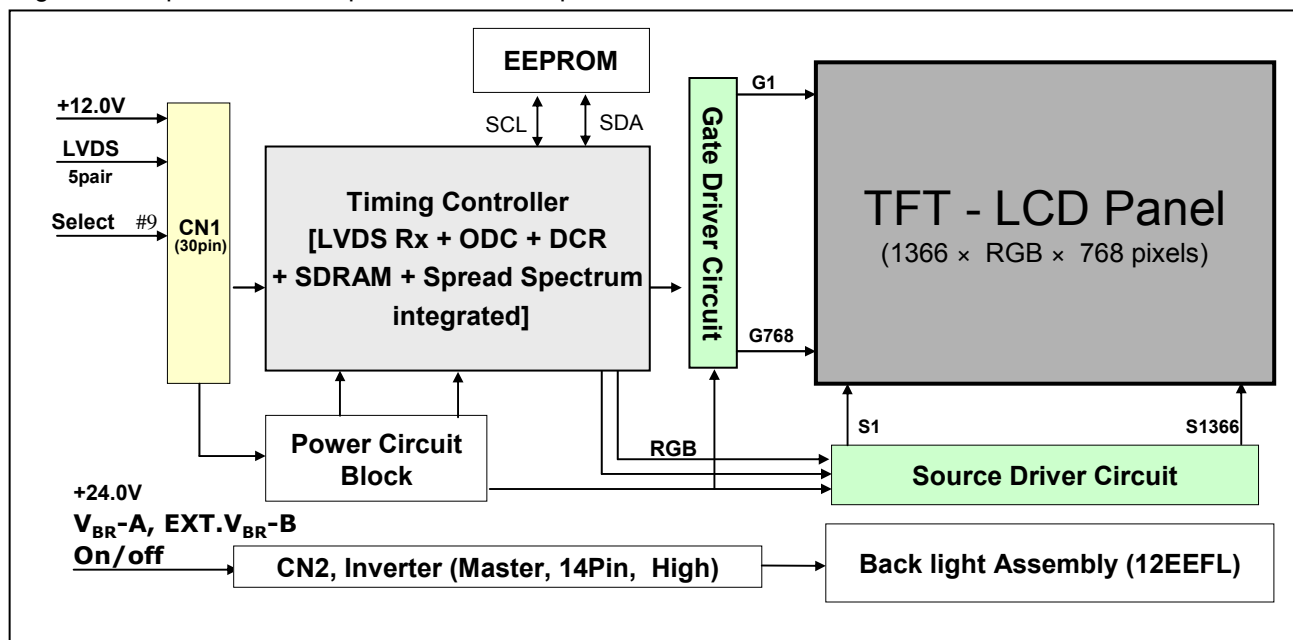 EEPROM
SCL
SDA
+12.0V
LVDS
5pair
Select #9
CN1
(30pin)
Timing Controller
[LVDS Rx + ODC + DCR
+ SDRAM + Spread Spectrum
integrated]
Gate Driver Circuit
G1
G768
TFT - LCD Panel
(1366 × RGB × 768 pixels)
S1
S1366
Power Circuit
Block
RGB
Source Driver Circuit
+24.0V
VBR-A, EXT.VBR-B
On/off
CN2, Inverter (Master, 14Pin, High)
Back light Assembly (12EEFL)